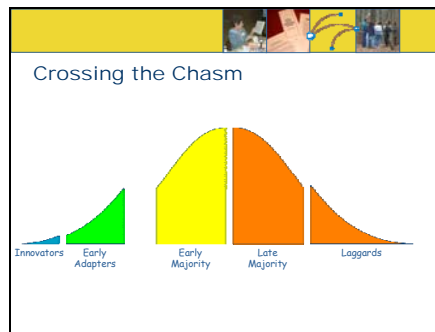 Crossing the Chasm
Innovators
Early
Adapters
Early
Majority
Late
Majority
Laggards